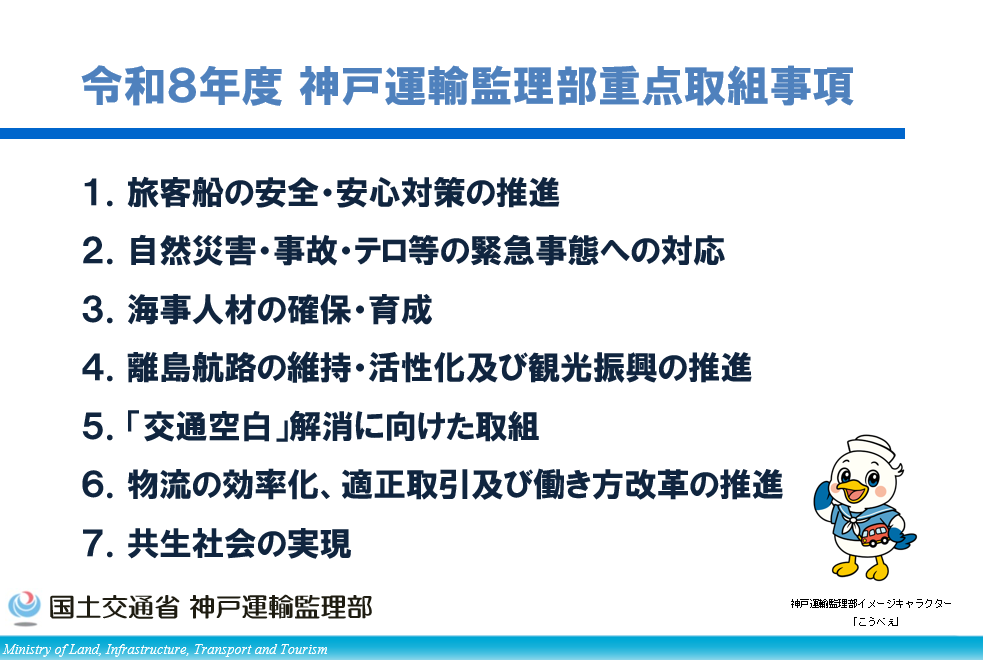 令和8年度 神戸運輸監理部重点取組事項
1. 旅客船の安全・安心対策の推進
2. 自然災害・事故・テロ等の緊急事態への対応
3. 海事人材の確保・育成
4. 離島航路の維持・活性化及び観光振興の推進
5. 「交通空白」解消に向けた取組
6. 物流の効率化、適正取引及び働き方改革の推進
7. 共生社会の実現
国土交通省 神戸運輸監理部
神戸運輸監理部イメージキャラクター
「こうべぇ」
Ministry of Land, Infrastructure, Transport and Tourism